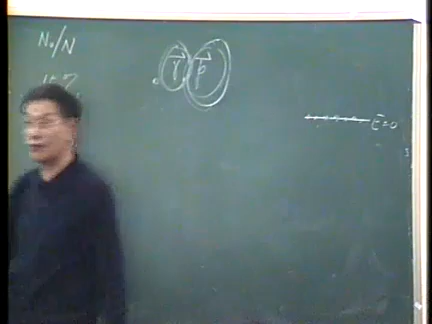 N₀/N
r⃗ p⃗
E=0